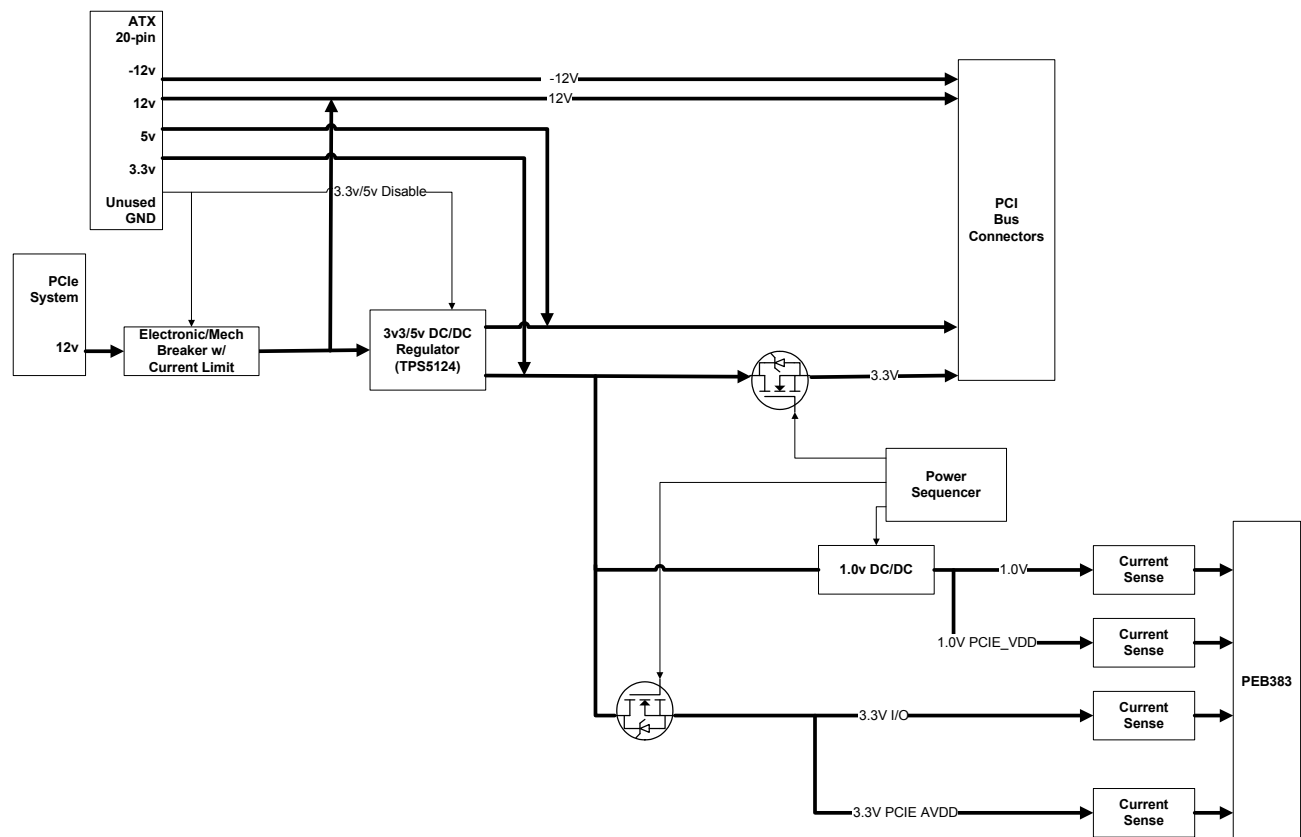 ATX
20-pin
-12v
12v
5v
3.3v
Unused
GND
-12V
12V
3.3v/5v Disable
PCI
Bus
Connectors
PCIe
System
12v
Electronic/Mech
Breaker w/
Current Limit
3v3/5v DC/DC
Regulator
(TPS5124)
3.3V
Power
Sequencer
1.0v DC/DC
1.0V
Current
Sense
1.0V PCIE_VDD
Current
Sense
PEB383
3.3V I/O
Current
Sense
3.3V PCIE AVDD
Current
Sense